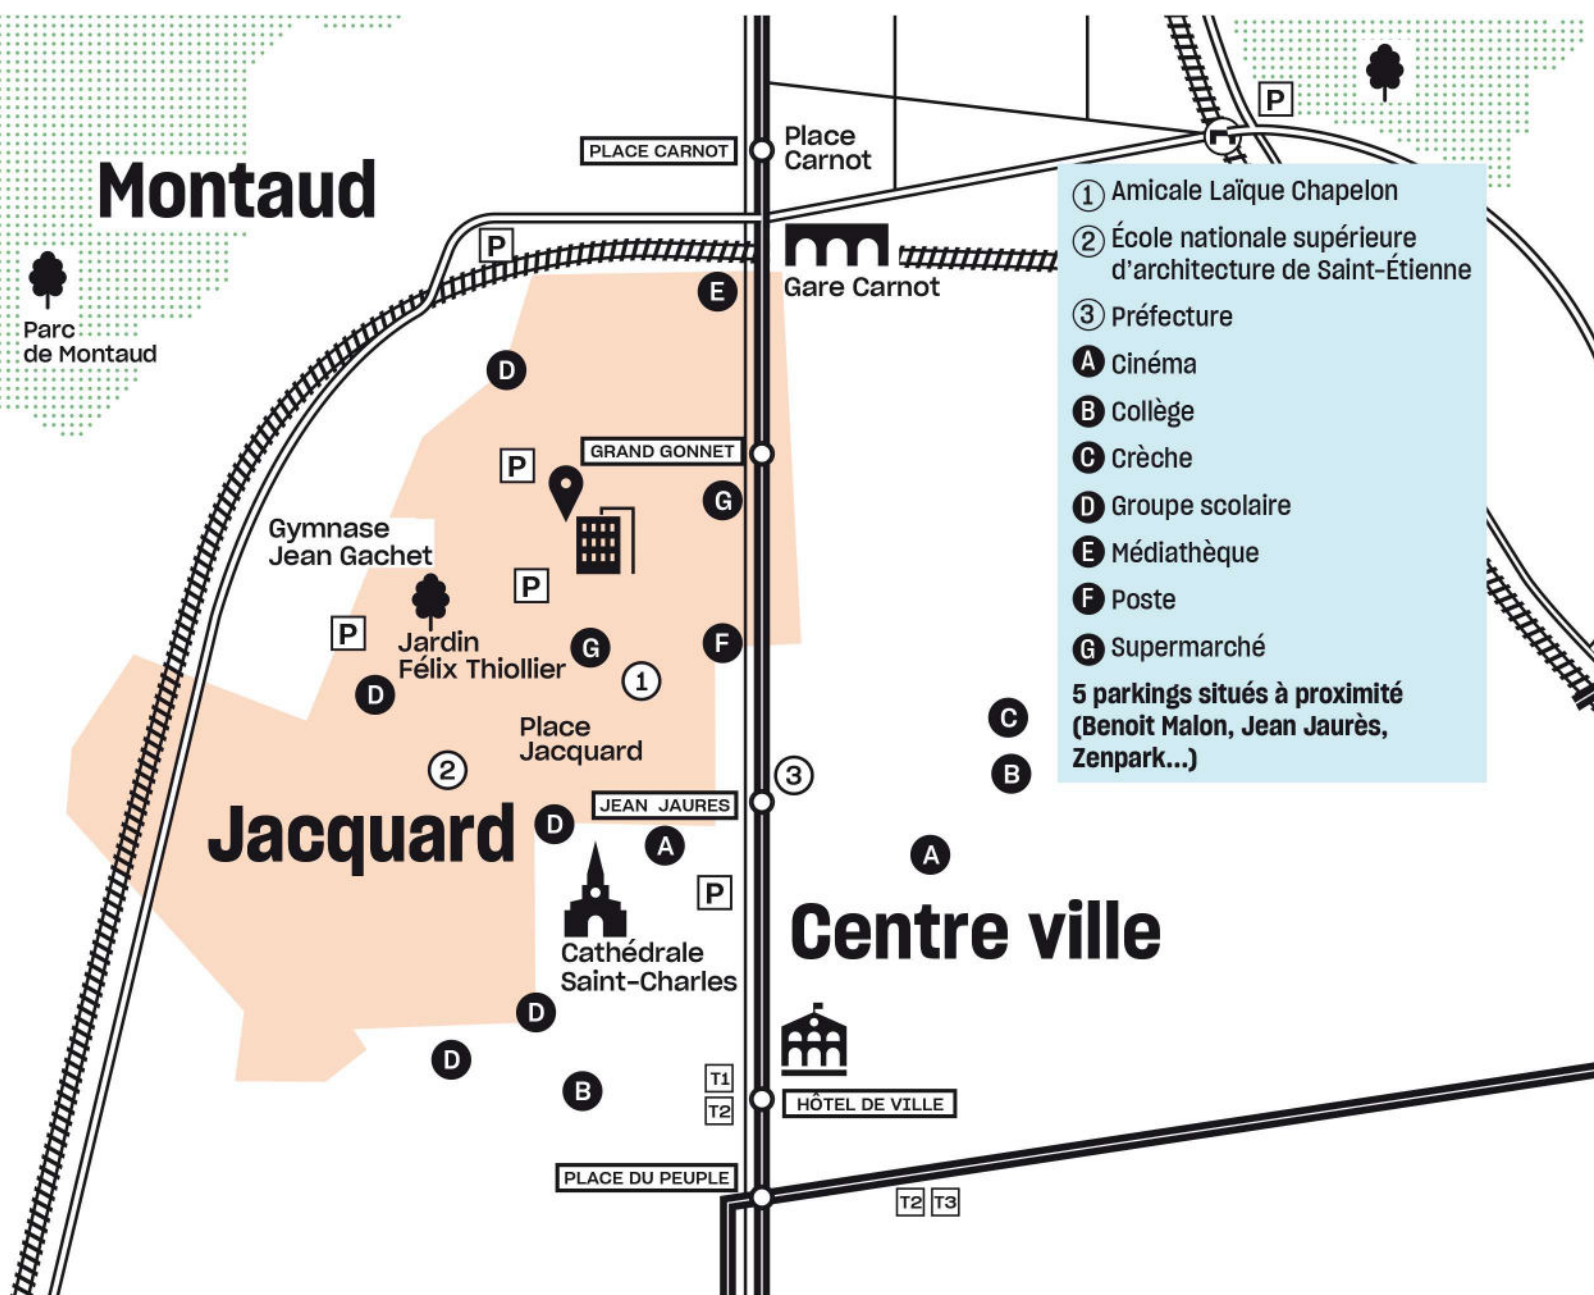 P
PLACE CARNOT
Place
Carnot
Montaud
P
Gare Carnot
Parc
de Montaud
E
D
GRAND GONNET
P
G
Gymnase
Jean Gachet
P
P
Jardin
Félix Thiollier
G
F
1
D
Place
Jacquard
2
3
JEAN JAURES
Jacquard
D
A
P
C
B
A
Centre ville
Cathédrale
Saint-Charles
D
D
B
T1
T2
HÔTEL DE VILLE
PLACE DU PEUPLE
T2 T3
1 Amicale Laïque Chapelon
2 École nationale supérieure
d'architecture de Saint-Étienne
3 Préfecture
A Cinéma
B Collège
C Crèche
D Groupe scolaire
E Médiathèque
F Poste
G Supermarché
5 parkings situés à proximité
(Benoit Malon, Jean Jaurès,
Zenpark...)